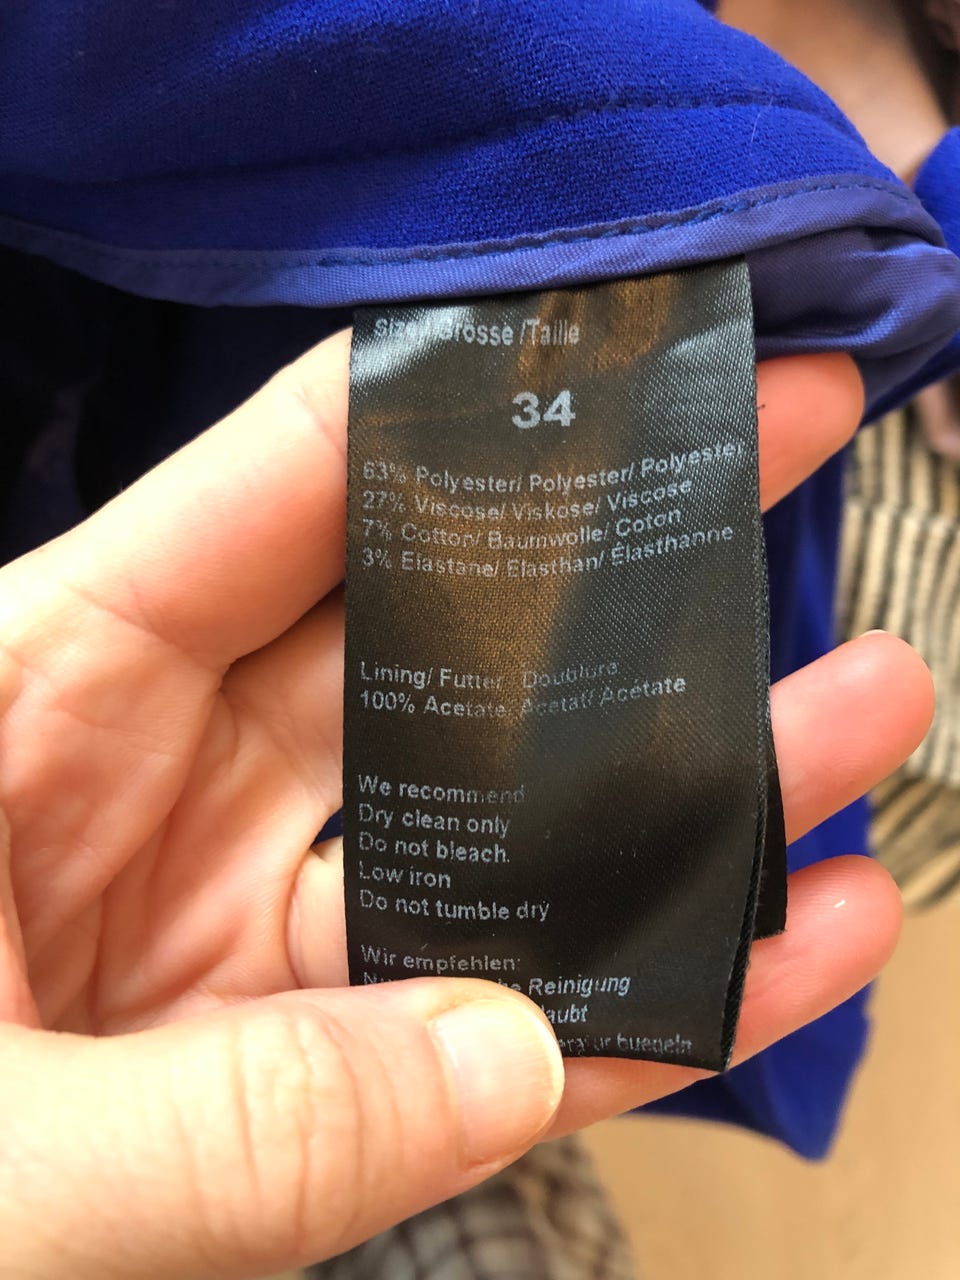 Size/ Grösse /Taille
34
63% Polyester/ Polyester/ Polyester
27% Viscose/ Viskose/ Viscose
7% Cotton/ Baumwolle/ Coton
3% Elastane/ Elasthan/ Élasthanne
Lining/ Futter Doublure
100% Acetate Acetat/ Acétate
We recommend
Dry clean only
Do not bleach.
Low iron
Do not tumble dry
Wir empfehlen:
Reinigung
buegeln